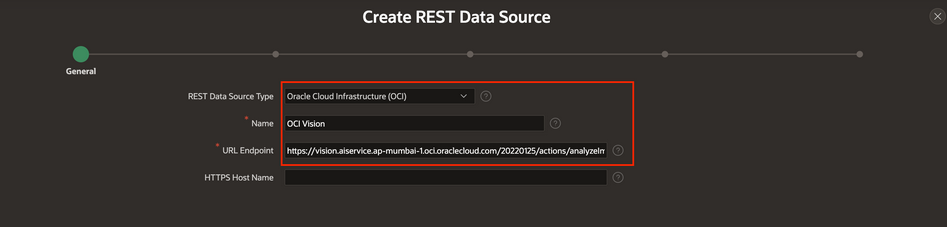 Create REST Data Source
General
REST Data Source Type Oracle Cloud Infrastructure (OCI) ?
* Name OCI Vision ?
* URL Endpoint https://vision.aiservice.ap-mumbai-1.oci.oraclecloud.com/20220125/actions/analyzeIm ?
HTTPS Host Name ?